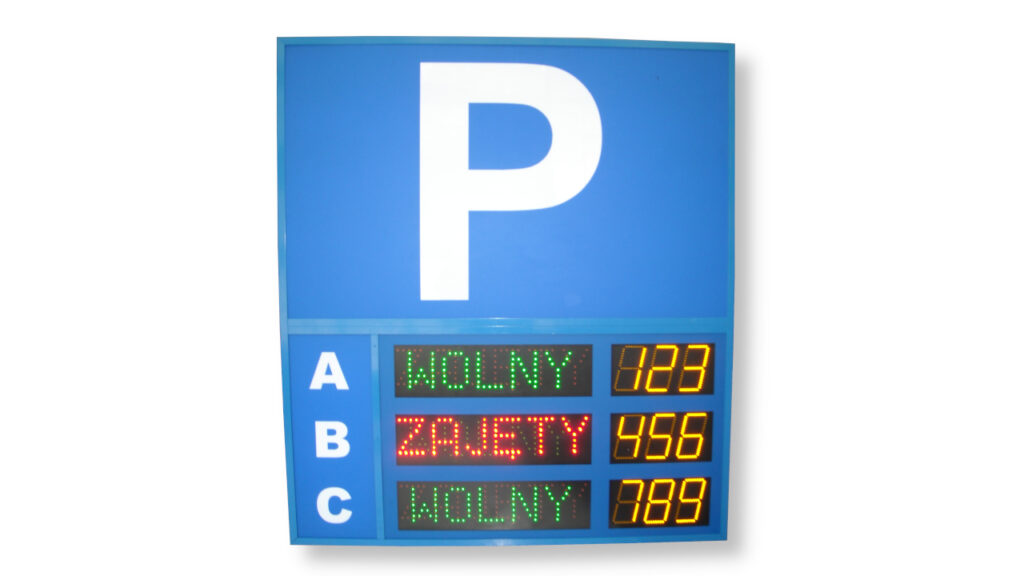 P
A WOLNY 123
B ZAJĘTY 456
C WOLNY 789